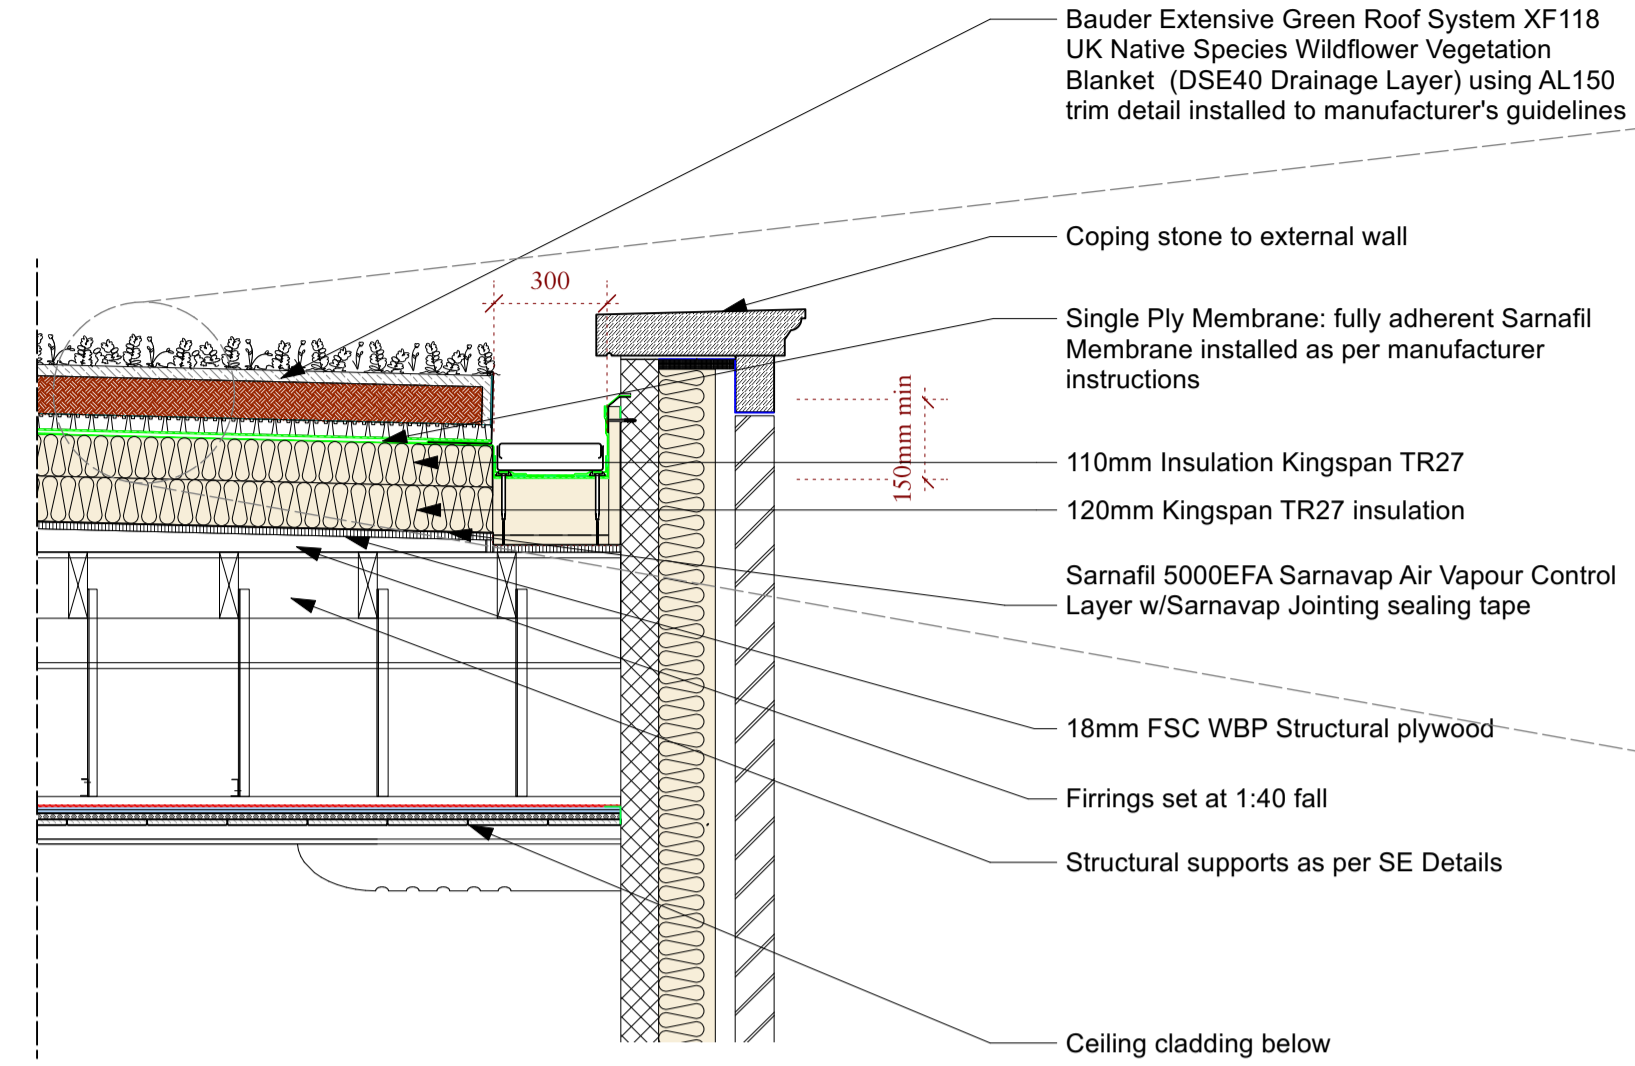 Bauder Extensive Green Roof System XF118
UK Native Species Wildflower Vegetation
Blanket  (DSE40 Drainage Layer) using AL150
trim detail installed to manufacturer's guidelines
Coping stone to external wall
300
Single Ply Membrane: fully adherent Sarnafil
Membrane installed as per manufacturer
instructions
150mm min
110mm Insulation Kingspan TR27
120mm Kingspan TR27 insulation
Sarnafil 5000EFA Sarnavap Air Vapour Control
Layer w/Sarnavap Jointing sealing tape
18mm FSC WBP Structural plywood
Firrings set at 1:40 fall
Structural supports as per SE Details
Ceiling cladding below